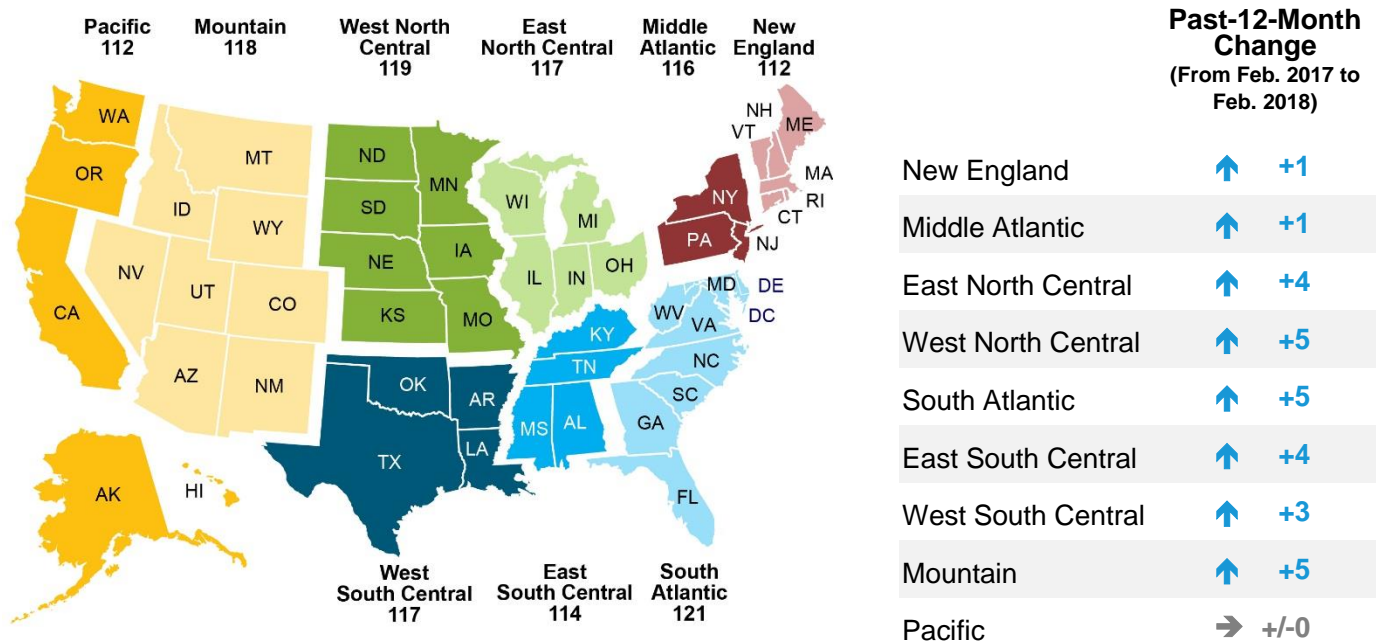 Pacific
112
Mountain
118
West North
Central
119
East
North Central
117
Middle
Atlantic
116
New
England
112
WA
OR
CA
AK
HI
MT
ID
WY
NV
UT
CO
AZ
NM
ND
MN
SD
IA
NE
KS
MO
WI
MI
IL
IN
OH
NY
PA
NJ
NH
VT
ME
MA
RI
CT
OK
AR
TX
LA
KY
TN
MS
AL
MD
DE
DC
WV
VA
NC
SC
GA
FL
West
South Central
117
East
South Central
114
South
Atlantic
121
Past-12-Month
Change
(From Feb. 2017 to
Feb. 2018)
New England +1
Middle Atlantic +1
East North Central +4
West North Central +5
South Atlantic +5
East South Central +4
West South Central +3
Mountain +5
Pacific +/-0